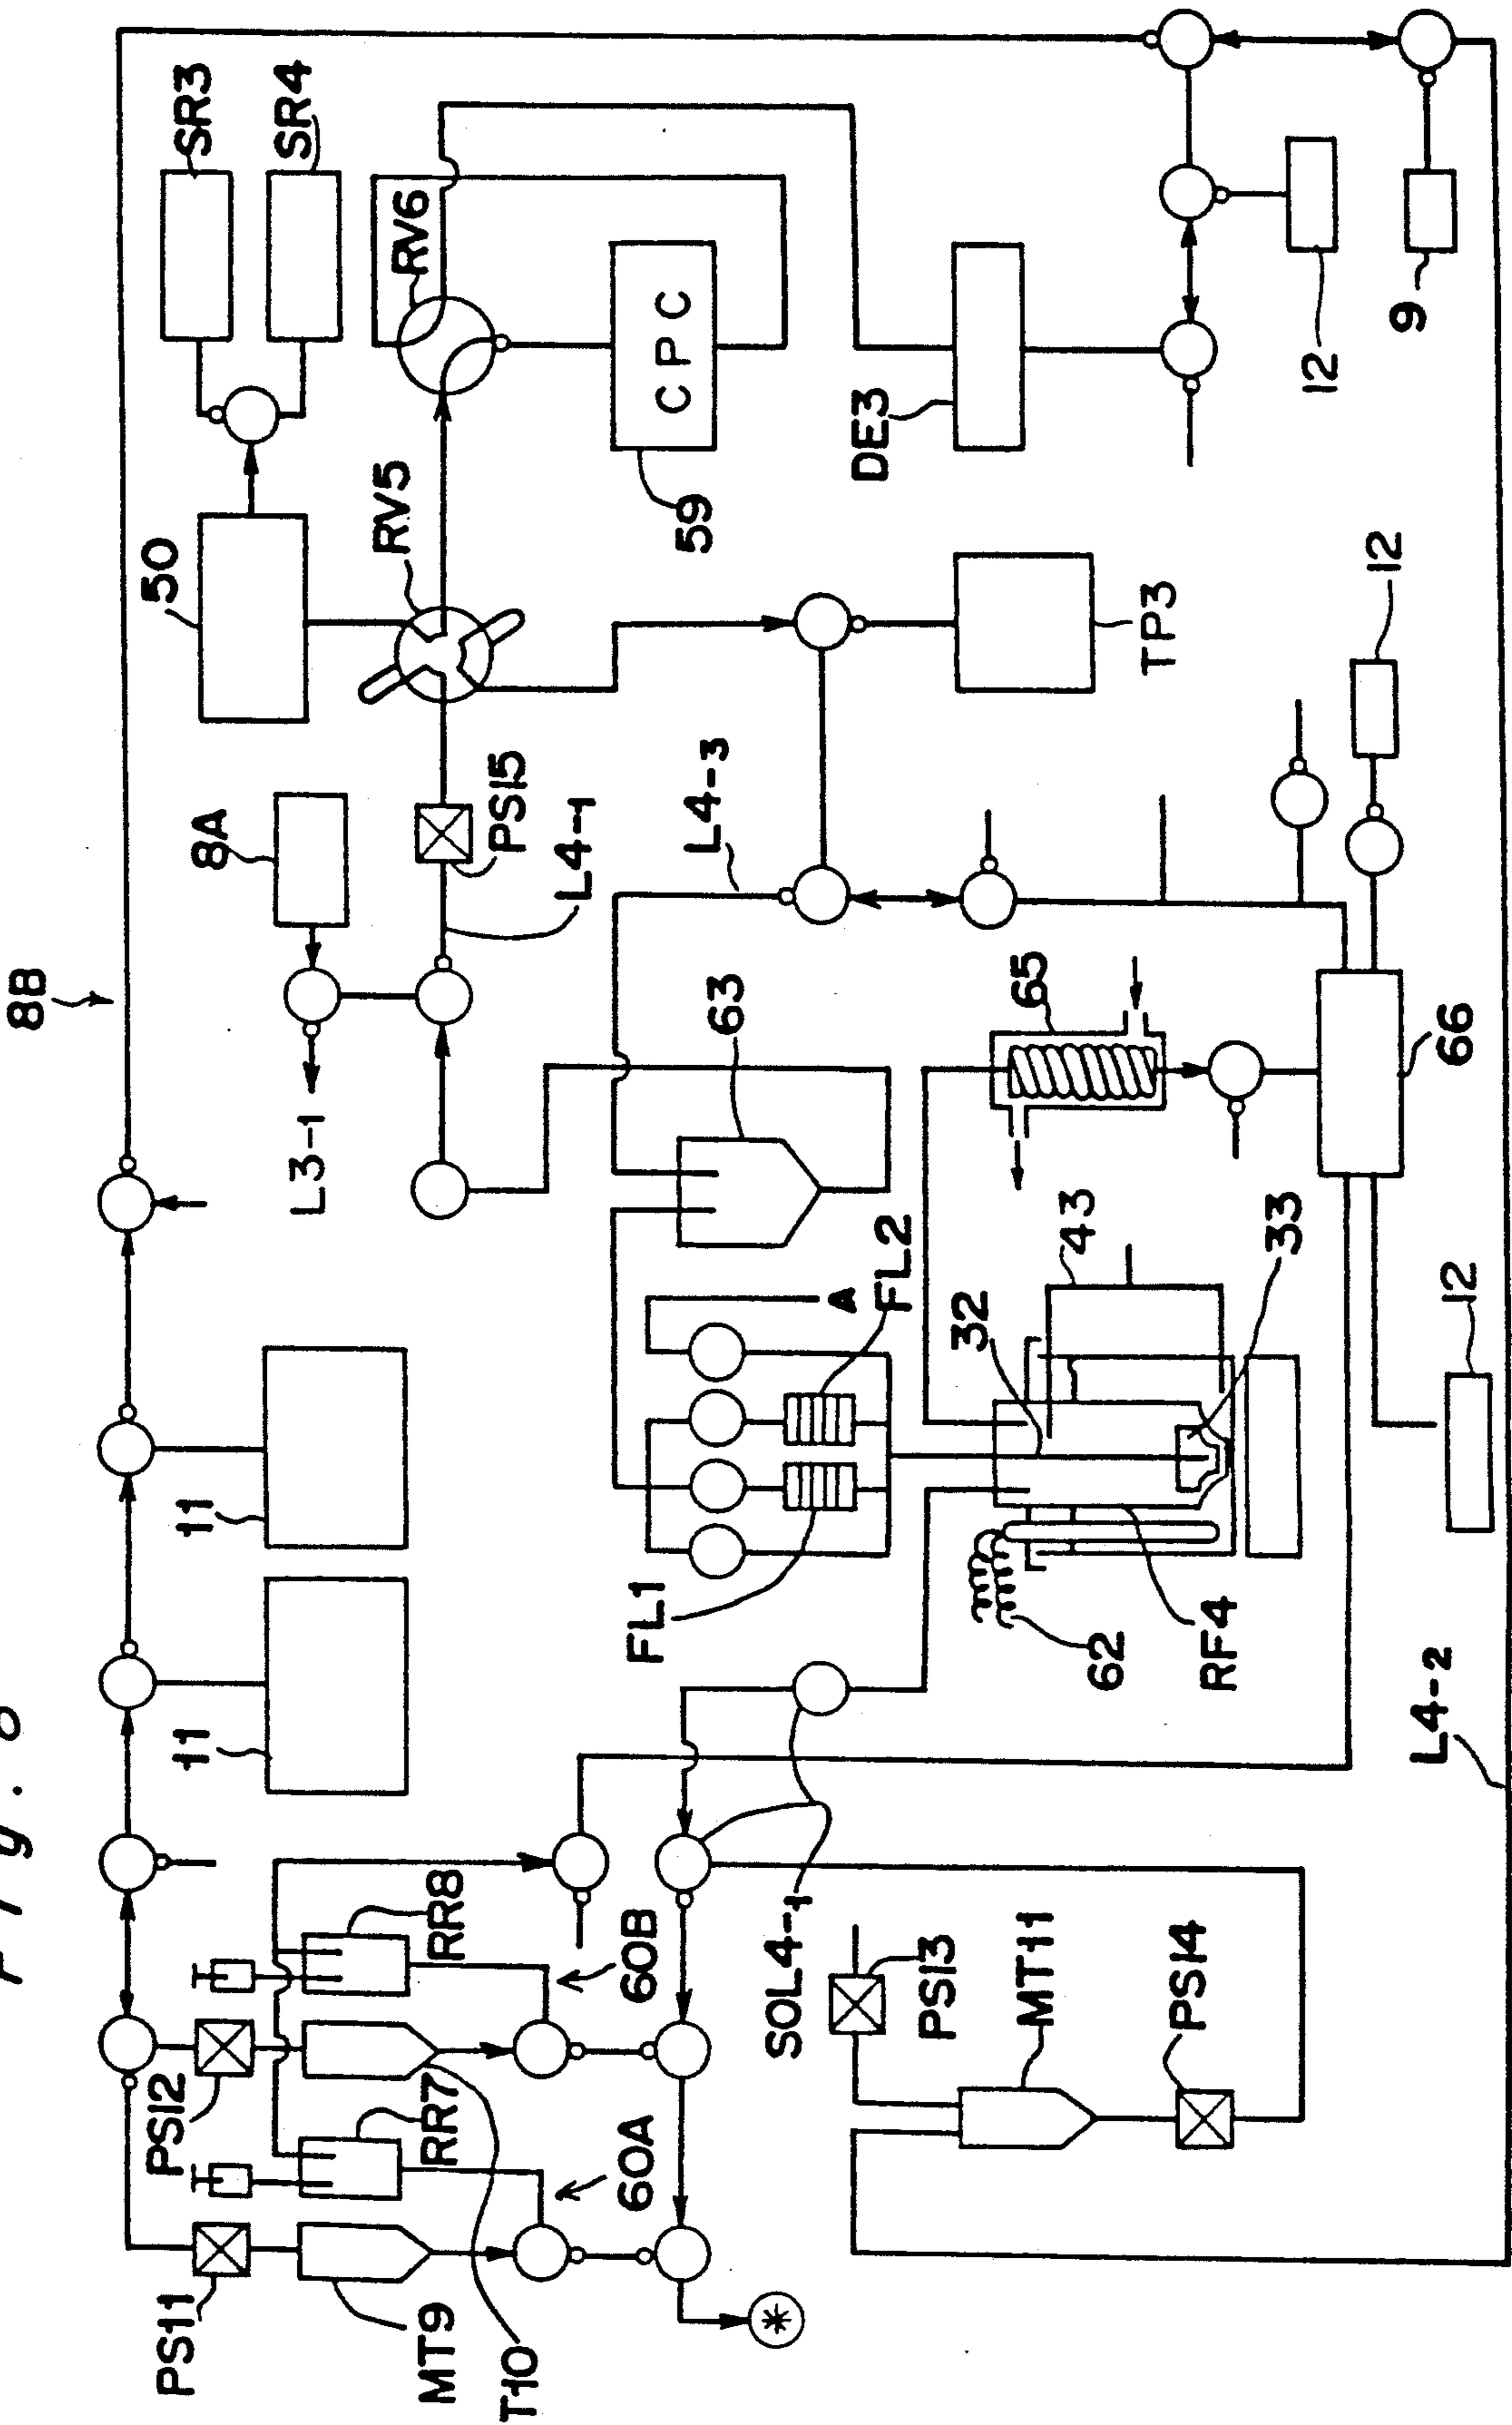 8B
SR3
SR4
50
RV5
RV6
CPC
59
DE3
12
9
8A
PS15
L4-1
L3-1
L4-3
TP3
12
63
65
66
11
11
FL1
FL2
A
32
43
33
62
RF4
12
L4-2
PS12
RR8
60B
SOL4-1
PS13
MT11
PS14
PS11
RR7
60A
MT9
T10
*